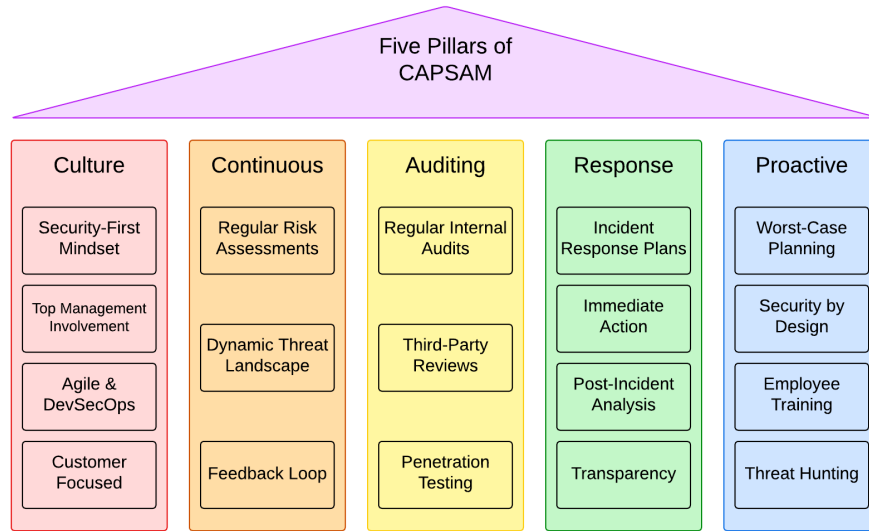 Five Pillars of
CAPSAM
Culture
Security-First
Mindset
Top Management
Involvement
Agile &
DevSecOps
Customer
Focused
Continuous
Regular Risk
Assessments
Dynamic Threat
Landscape
Feedback Loop
Auditing
Regular Internal
Audits
Third-Party
Reviews
Penetration
Testing
Response
Incident
Response Plans
Immediate
Action
Post-Incident
Analysis
Transparency
Proactive
Worst-Case
Planning
Security by
Design
Employee
Training
Threat Hunting